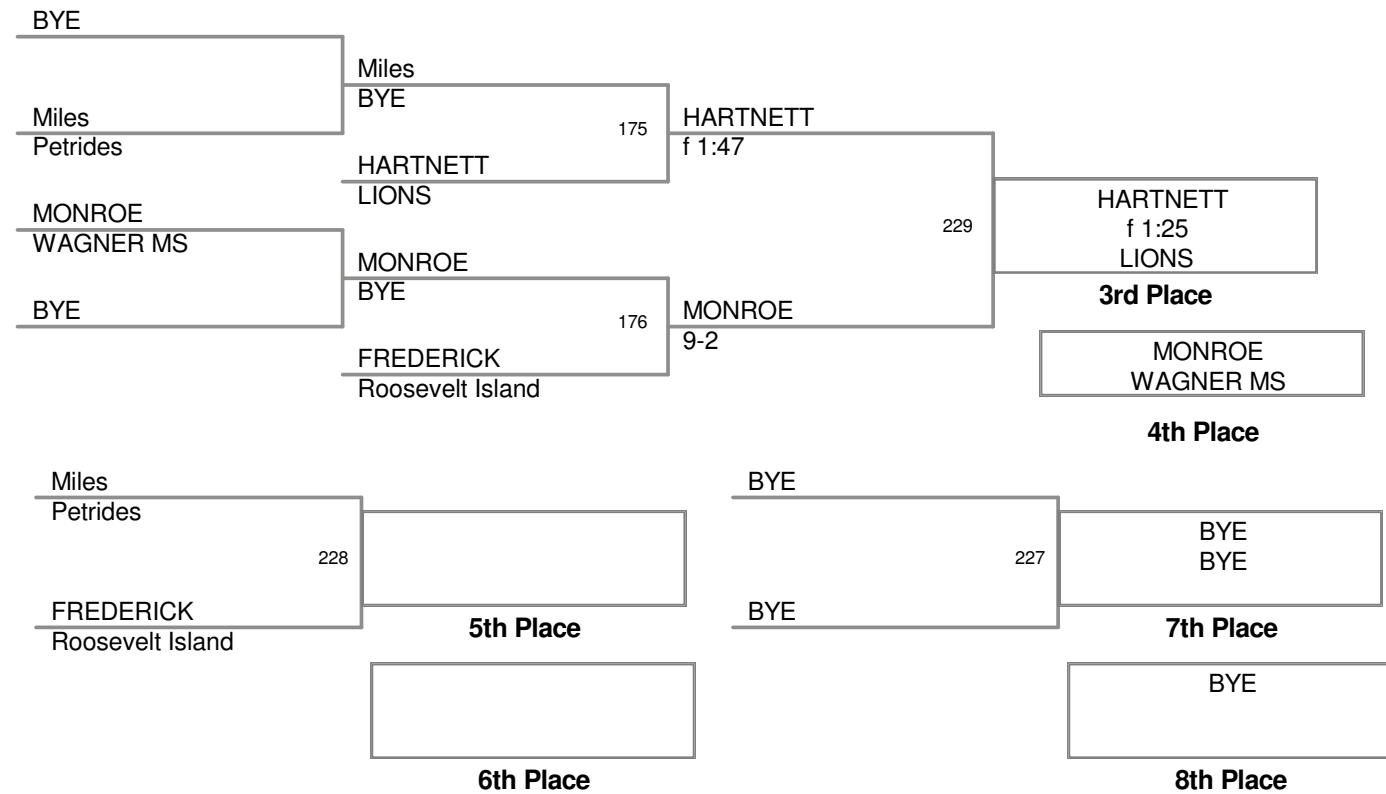 BYE
Miles
BYE
Miles
Petrides
175
HARTNETT
f 1:47
HARTNETT
LIONS
MONROE
WAGNER MS
229
HARTNETT
f 1:25
LIONS
3rd Place
MONROE
BYE
BYE
176
MONROE
9-2
FREDERICK
Roosevelt Island
MONROE
WAGNER MS
4th Place
Miles
Petrides
228
FREDERICK
Roosevelt Island
5th Place
6th Place
BYE
227
BYE
BYE
BYE
7th Place
BYE
8th Place